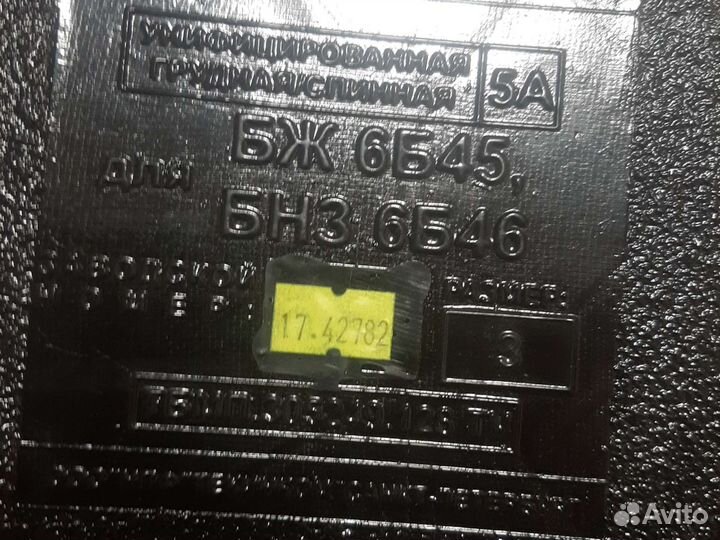 УНИФИЦИРОВАННАЯ
ГРУДНАЯ/СПИННАЯ
5А
БЖ 6Б45,
для
БНЗ 6Б46
ЗАВОДСКОЙ
НОМЕР:
17.42782
РАЗМЕР:
3
Avito